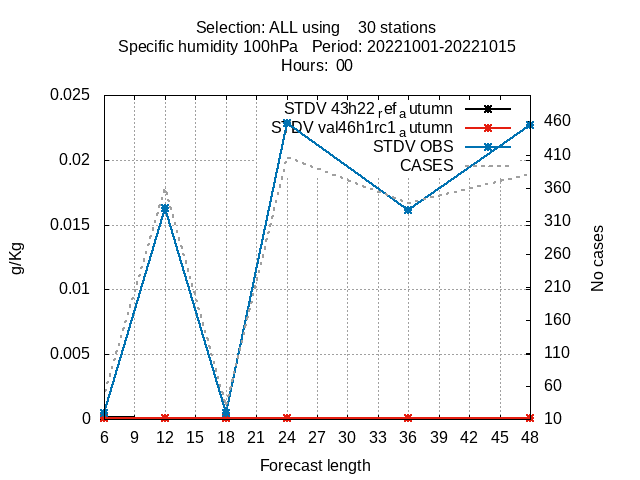 Selection: ALL using    30 stations
Specific humidity 100hPa   Period: 20221001-20221015
Hours:  00
STDV 43h22ref autumn
STDV val46h1rc1autumn
STDV OBS
CASES
0.025
0.02
0.015
0.01
0.005
0
g/Kg
460
410
360
310
260
210
160
110
60
10
No cases
6 9 12 15 18 21 24 27 30 33 36 39 42 45 48
Forecast length